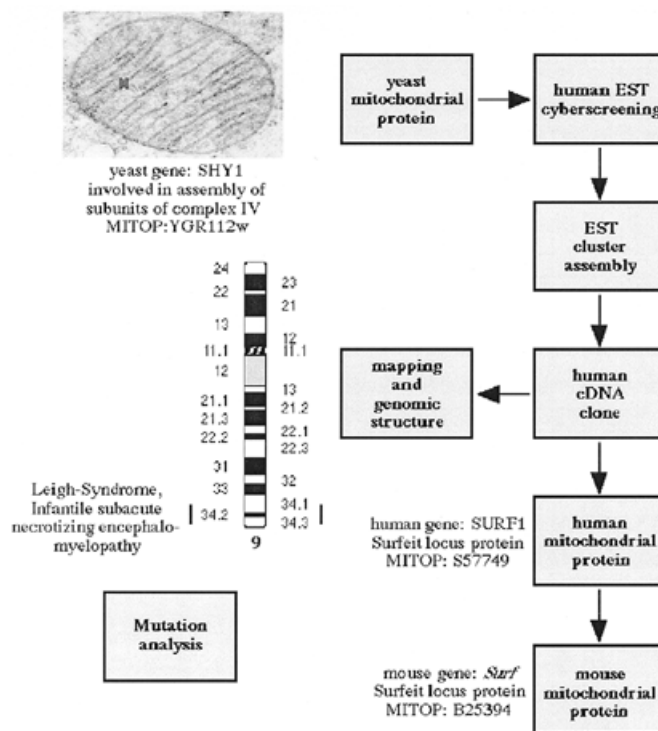 yeast
mitochondrial
protein
human EST
cyberscreening
yeast gene: SHY1
involved in assembly of
subunits of complex IV
MITOP:YGR112w
EST
cluster
assembly
24
23
22
21
13
12
11.1
11.1
12
13
21.1
21.2
21.3
22.1
22.2
22.3
31
32
33
34.1
34.2
34.3
9
mapping
and
genomic
structure
human
cDNA
clone
Leigh-Syndrome,
Infantile subacute
necrotizing encephalo-
myelopathy
human gene: SURF1
Surfeit locus protein
MITOP: S57749
human
mitochondrial
protein
Mutation
analysis
mouse gene: Surf
Surfeit locus protein
MITOP: B25394
mouse
mitochondrial
protein